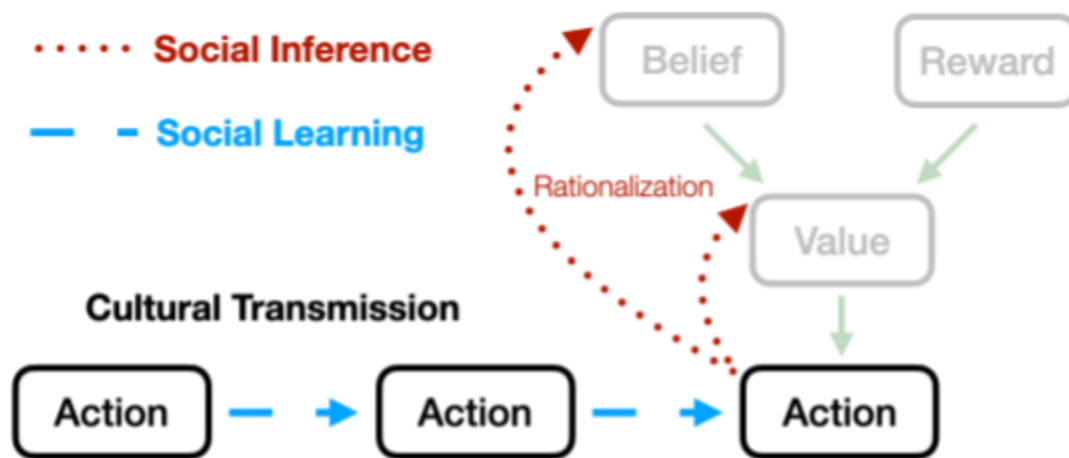 Social Inference
Social Learning
Belief
Reward
Rationalization
Value
Cultural Transmission
Action
Action
Action